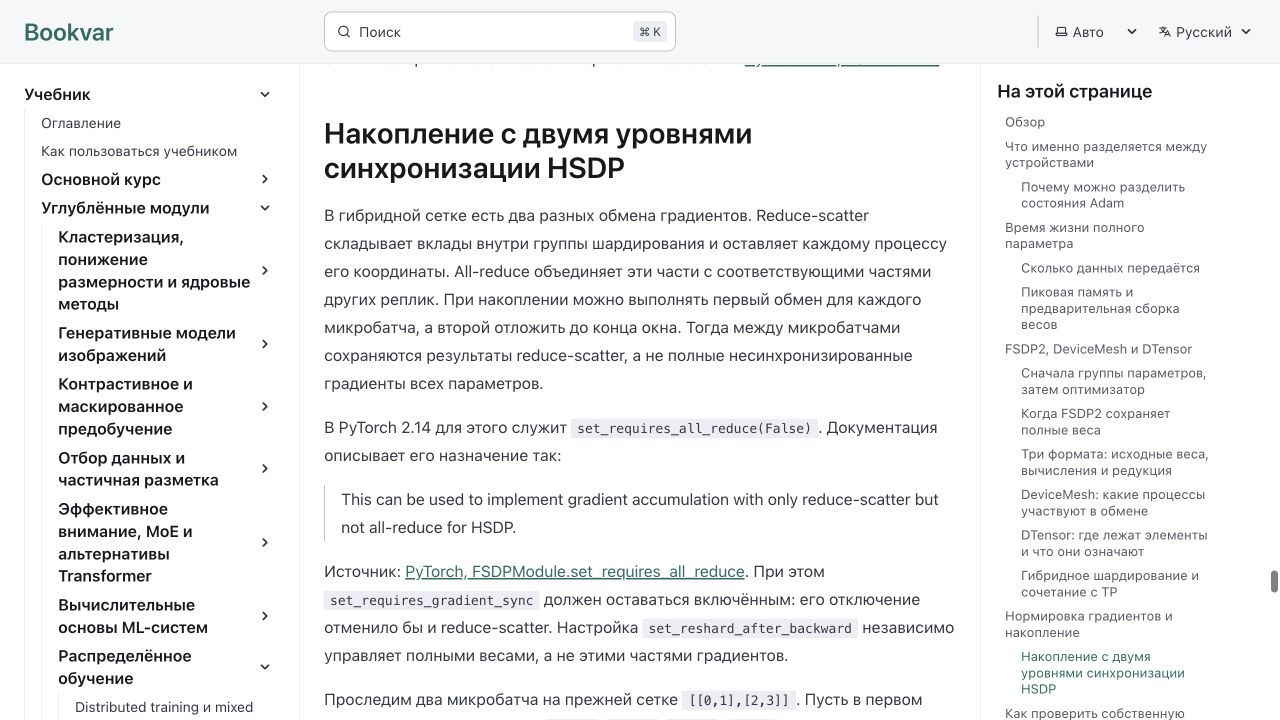 Bookvar
Поиск
⌘ K
Авто
Русский
Учебник
Оглавление
Как пользоваться учебником
Основной курс
Углублённые модули
Кластеризация,
понижение
размерности и ядровые
методы
Генеративные модели
изображений
Контрастивное и
маскированное
предобучение
Отбор данных и
частичная разметка
Эффективное
внимание, MoE и
альтернативы
Transformer
Вычислительные
основы ML-систем
Распределённое
обучение
Distributed training и mixed
Накопление с двумя уровнями
синхронизации HSDP
В гибридной сетке есть два разных обмена градиентов. Reduce-scatter
складывает вклады внутри группы шардирования и оставляет каждому процессу
его координаты. All-reduce объединяет эти части с соответствующими частями
других реплик. При накоплении можно выполнять первый обмен для каждого
микробатча, а второй отложить до конца окна. Тогда между микробатчами
сохраняются результаты reduce-scatter, а не полные несинхронизированные
градиенты всех параметров.
В PyTorch 2.14 для этого служит set_requires_all_reduce(False) . Документация
описывает его назначение так:
This can be used to implement gradient accumulation with only reduce-scatter but
not all-reduce for HSDP.
Источник: PyTorch, FSDPModule.set_requires_all_reduce. При этом
set_requires_gradient_sync должен оставаться включённым: его отключение
отменило бы и reduce-scatter. Настройка set_reshard_after_backward независимо
управляет полными весами, а не этими частями градиентов.
Проследим два микробатча на прежней сетке [[0,1],[2,3]] . Пусть в первом
На этой странице
Обзор
Что именно разделяется между
устройствами
Почему можно разделить
состояния Adam
Время жизни полного
параметра
Сколько данных передаётся
Пиковая память и
предварительная сборка
весов
FSDP2, DeviceMesh и DTensor
Сначала группы параметров,
затем оптимизатор
Когда FSDP2 сохраняет
полные веса
Три формата: исходные веса,
вычисления и редукция
DeviceMesh: какие процессы
участвуют в обмене
DTensor: где лежат элементы
и что они означают
Гибридное шардирование и
сочетание с TP
Нормировка градиентов и
накопление
Накопление с двумя
уровнями синхронизации
HSDP
Как проверить собственную